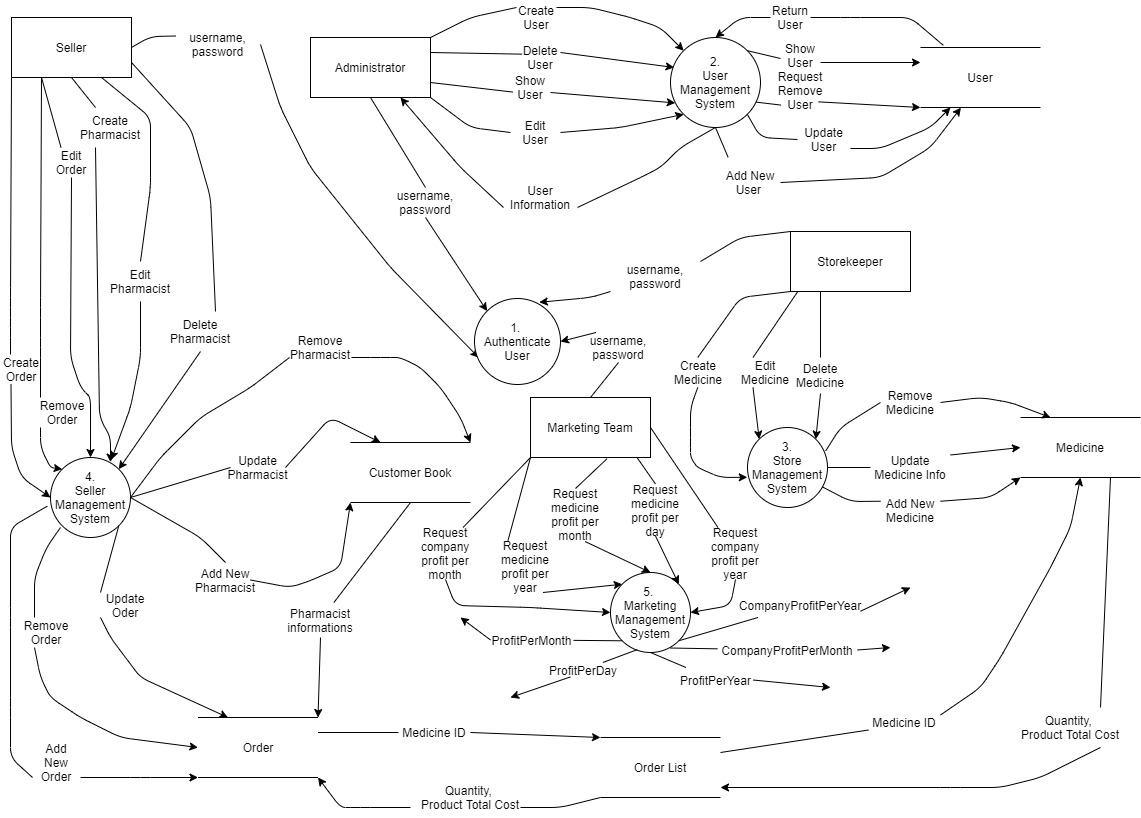 Seller
username,
password
Administrator
Create
User
Delete
User
Show
User
Edit
User
User
Information
2.
User
Management
System
Return
User
Show
User
Request
Remove
User
Update
User
Add New
User
User
Create
Pharmacist
Edit
Order
Edit
Pharmacist
Delete
Pharmacist
Create
Order
Remove
Order
username,
password
username,
password
Storekeeper
1.
Authenticate
User
username,
password
Create
Medicine
Edit
Medicine
Delete
Medicine
Remove
Pharmacist
Marketing Team
Remove
Medicine
3.
Store
Management
System
Update
Medicine Info
Add New
Medicine
Medicine
4.
Seller
Management
System
Update
Pharmacist
Customer Book
Add New
Pharmacist
Pharmacist
informations
Request
company
profit per
month
Request
medicine
profit per
year
Request
medicine
profit per
month
Request
medicine
profit per
day
Request
company
profit per
year
5.
Marketing
Management
System
CompanyProfitPerYear
CompanyProfitPerMonth
ProfitPerMonth
ProfitPerDay
ProfitPerYear
Remove
Order
Update
Oder
Add
New
Order
Order
Medicine ID
Order List
Medicine ID
Quantity,
Product Total Cost
Quantity,
Product Total Cost